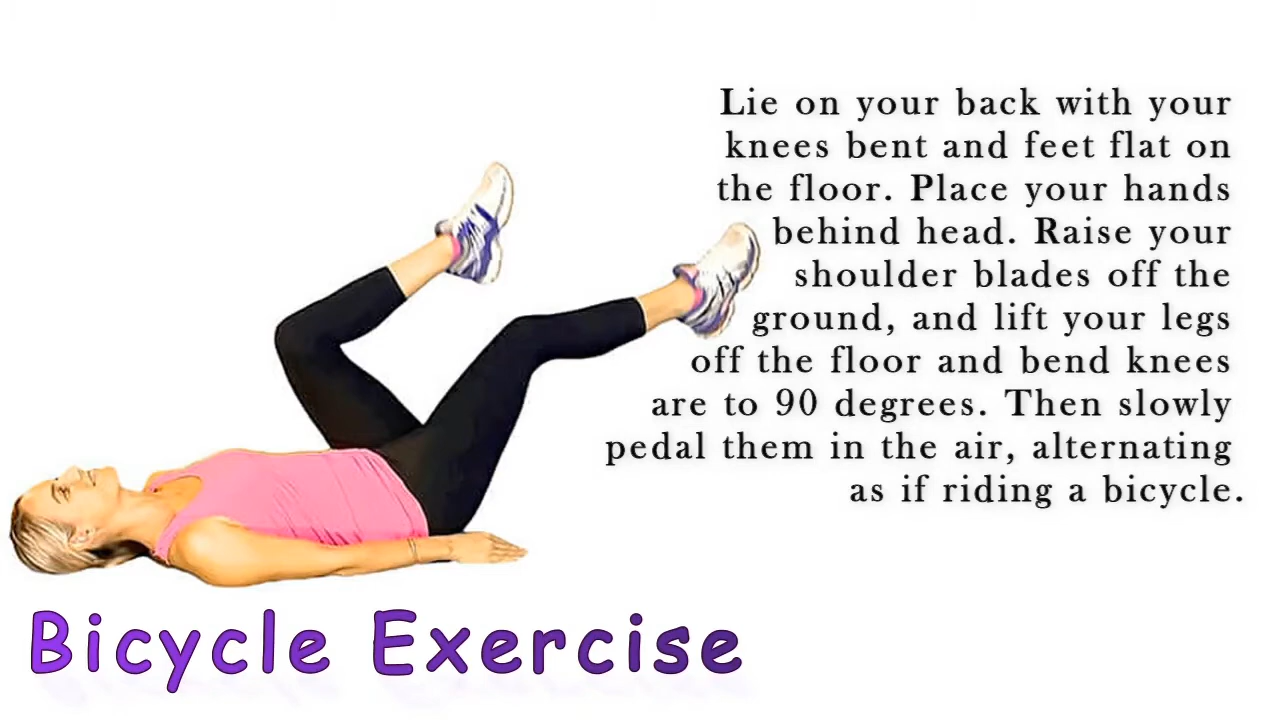 Lie on your back with your
knees bent and feet flat on
the floor. Place your hands
behind head. Raise your
shoulder blades off the
ground, and lift your legs
off the floor and bend knees
are to 90 degrees. Then slowly
pedal them in the air, alternating
as if riding a bicycle.
Bicycle Exercise